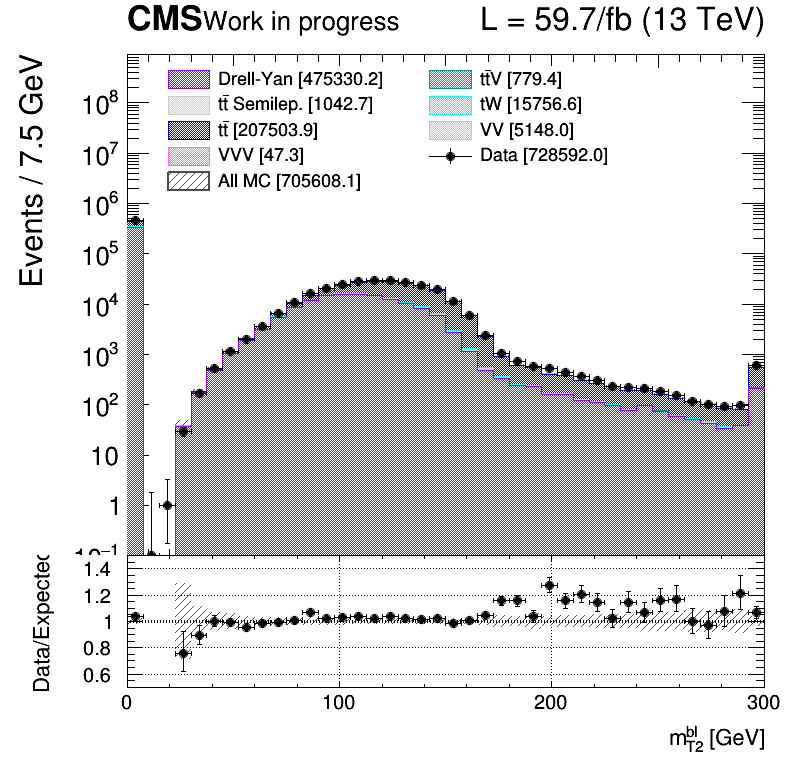 CMS Work in progress L = 59.7/fb (13 TeV)
Events / 7.5 GeV
Drell-Yan [475330.2]
tt̄V [779.4]
tt̄ Semilep. [1042.7]
tW [15756.6]
tt̄ [207503.9]
VV [5148.0]
VVV [47.3]
Data [728592.0]
All MC [705608.1]
10⁸
10⁷
10⁶
10⁵
10⁴
10³
10²
10
1
10⁻¹
Data/Expected
1.4
1.2
1
0.8
0.6
0 100 200 300
m_{T2}^{bl} [GeV]